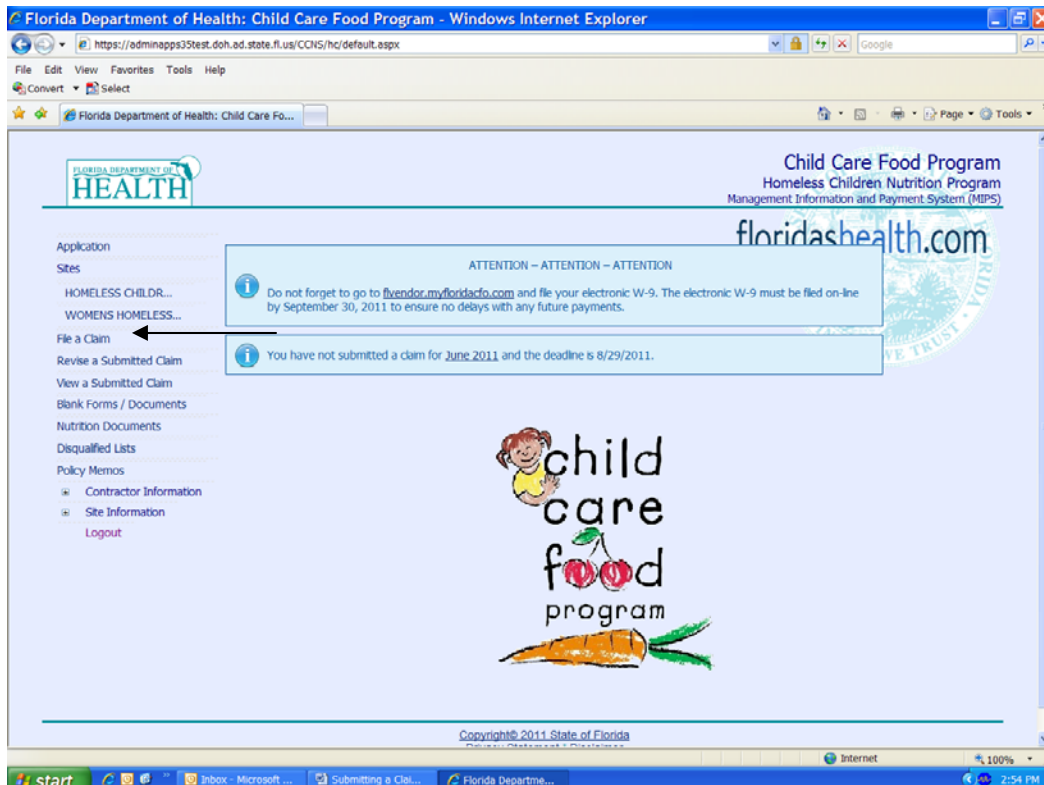 Florida Department of Health: Child Care Food Program - Windows Internet Explorer
https://adminapps35test.doh.ad.state.fl.us/CCNS/hc/default.aspx
Google
File Edit View Favorites Tools Help
Convert Select
Florida Department of Health: Child Care Fo...
Page Tools
FLORIDA DEPARTMENT OF
HEALTH
Child Care Food Program
Homeless Children Nutrition Program
Management Information and Payment System (MIPS)
floridashealth.com
Application
Sites
HOMELESS CHILDR...
WOMENS HOMELESS...
File a Claim
Revise a Submitted Claim
View a Submitted Claim
Blank Forms / Documents
Nutrition Documents
Disqualified Lists
Policy Memos
Contractor Information
Site Information
Logout
ATTENTION – ATTENTION – ATTENTION
Do not forget to go to flvendor.myfloridacfo.com and file your electronic W-9. The electronic W-9 must be filed on-line
by September 30, 2011 to ensure no delays with any future payments.
You have not submitted a claim for June 2011 and the deadline is 8/29/2011.
child
care
food
program
Copyright© 2011 State of Florida
Internet
100%
start
Inbox - Microsoft ...
Submitting a Clai...
Florida Departme...
2:54 PM